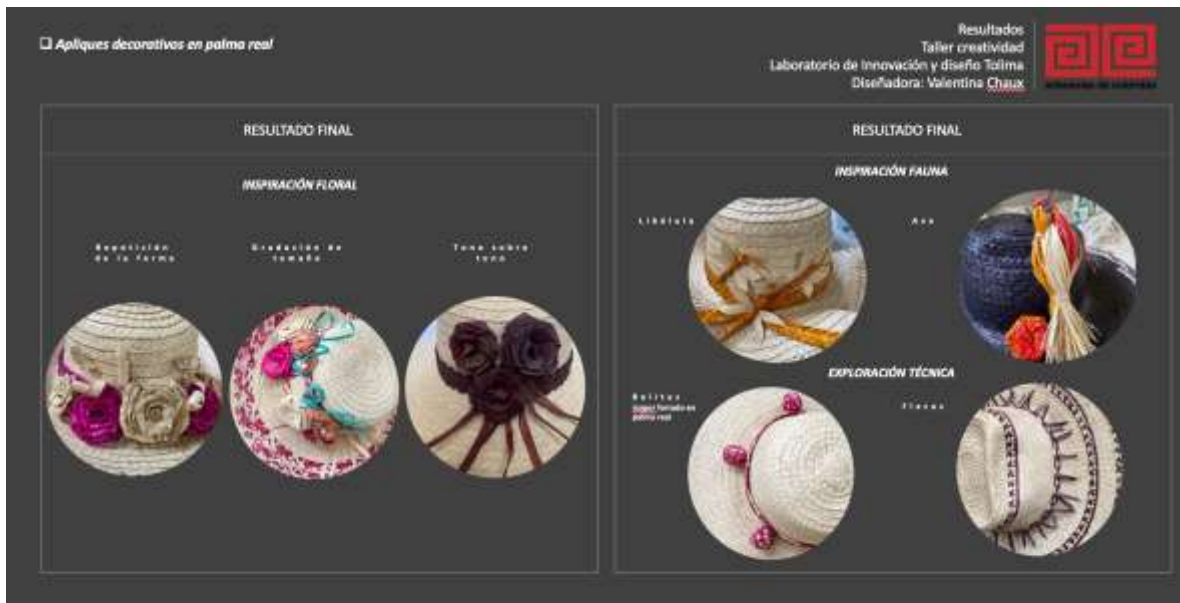 ❑ Apliques decorativos en palma real
Resultados
Taller creatividad
Laboratorio de Innovación y diseño Tolima
Diseñadora: Valentina Chaux
RESULTADO FINAL
INSPIRACIÓN FLORAL
Repetición
de la forma
Gradación de
tamaño
Tono sobre
tono
RESULTADO FINAL
INSPIRACIÓN FAUNA
Libélula
Ave
EXPLORACIÓN TÉCNICA
Bolitas
forrado en
palma real